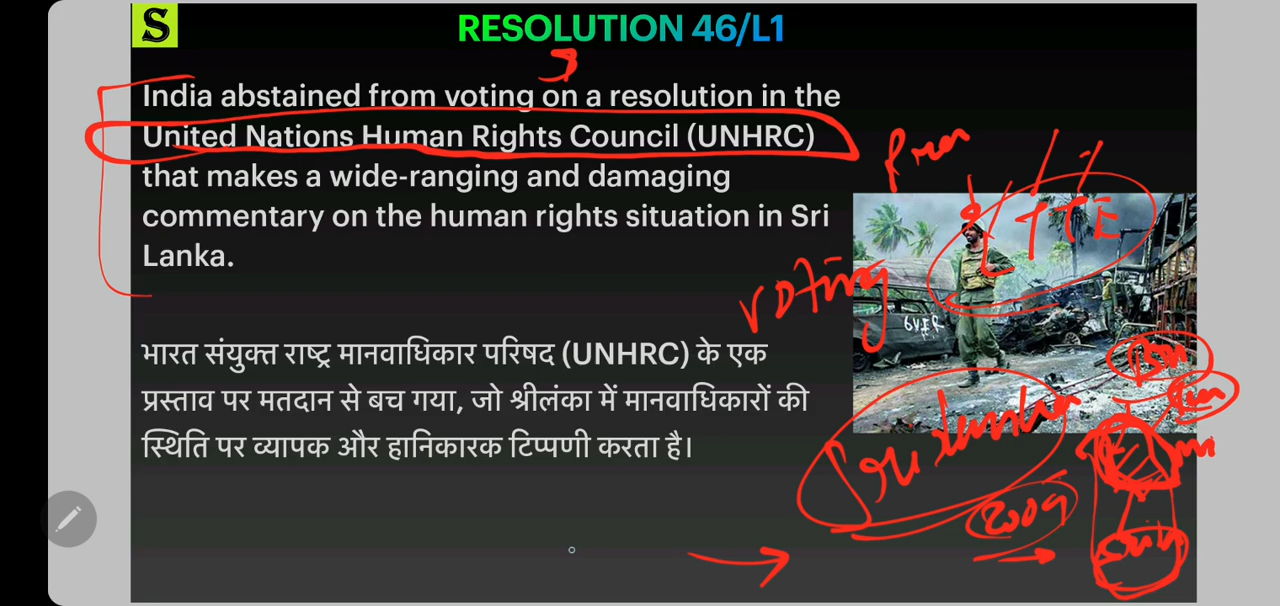 S
RESOLUTION 46/L1
India abstained from voting on a resolution in the
United Nations Human Rights Council (UNHRC)
that makes a wide-ranging and damaging
commentary on the human rights situation in Sri
Lanka.
भारत संयुक्त राष्ट्र मानवाधिकार परिषद (UNHRC) के एक
प्रस्ताव पर मतदान से बच गया, जो श्रीलंका में मानवाधिकारों की
स्थिति पर व्यापक और हानिकारक टिप्पणी करता है।
LTTE
voting
2009